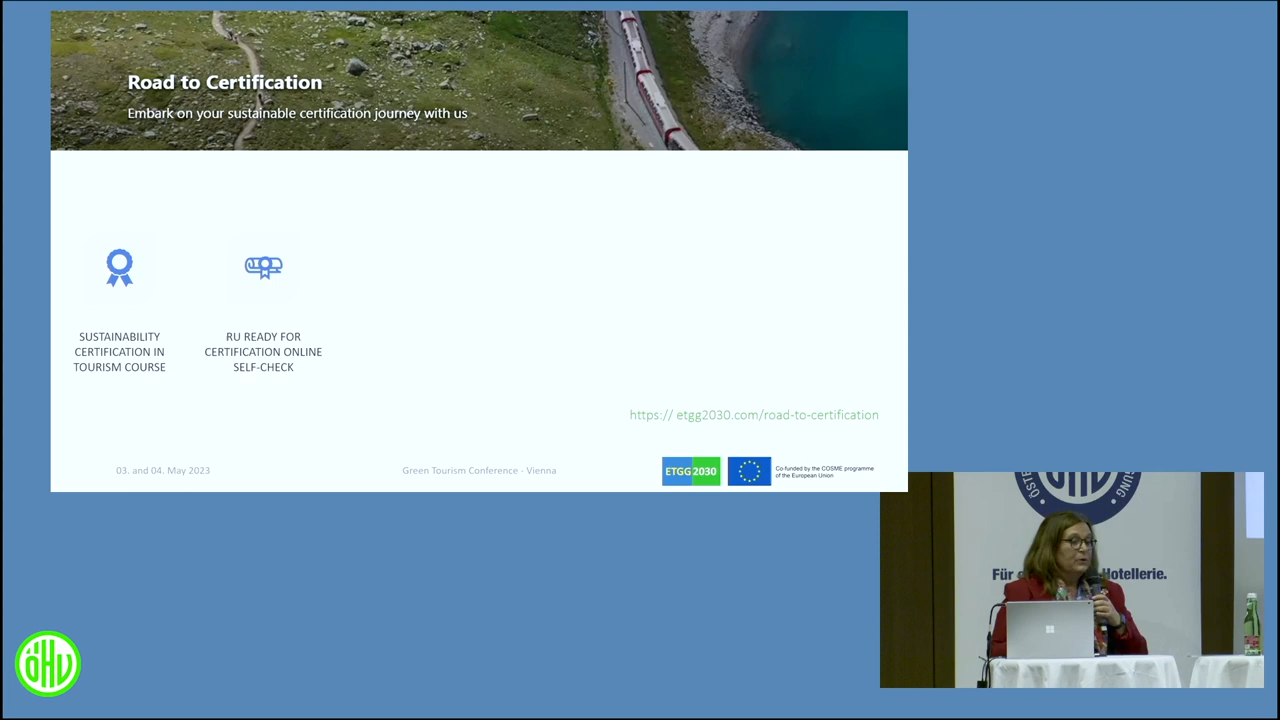 Road to Certification
Embark on your sustainable certification journey with us
SUSTAINABILITY
CERTIFICATION IN
TOURISM COURSE
RU READY FOR
CERTIFICATION ONLINE
SELF-CHECK
https:// etgg2030.com/road-to-certification
03. and 04. May 2023
Green Tourism Conference - Vienna
ETGG2030
Co-funded by the COSME programme
of the European Union
Für
Hotellerie.
ÖHV